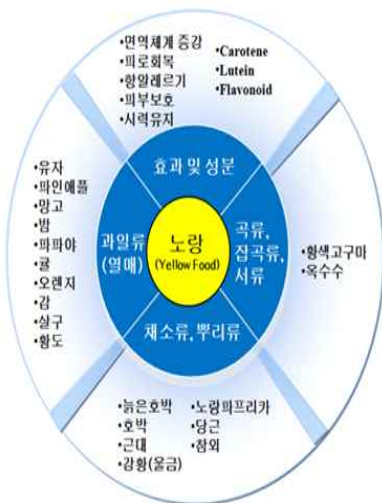 •면역체계 증강
•피로회복
•항알레르기
•피부보호
•시력유지
•Carotene
•Lutein
•Flavonoid
효과 및 성분
•유자
•파인애플
•망고
•밤
•파파야
•귤
•오렌지
•감
•살구
•황도
과일류
(열매)
노랑
(Yellow Food)
곡류,
잡곡류,
서류
•황색고구마
•옥수수
채소류, 뿌리류
•늙은호박
•호박
•근대
•강황(울금)
•노랑파프리카
•당근
•참외